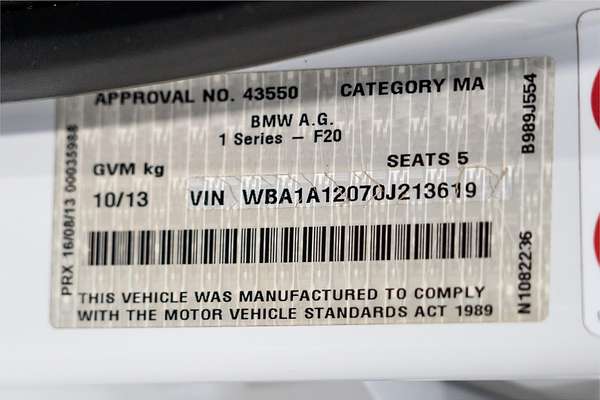 APPROVAL NO. 43550 CATEGORY MA
BMW A.G.
1 Series – F20
GVM kg SEATS 5
10/13 VIN WBA1A12070J213619
THIS VEHICLE WAS MANUFACTURED TO COMPLY
WITH THE MOTOR VEHICLE STANDARDS ACT 1989
PRX 16/08/13 00035988
B989J554
N1082236